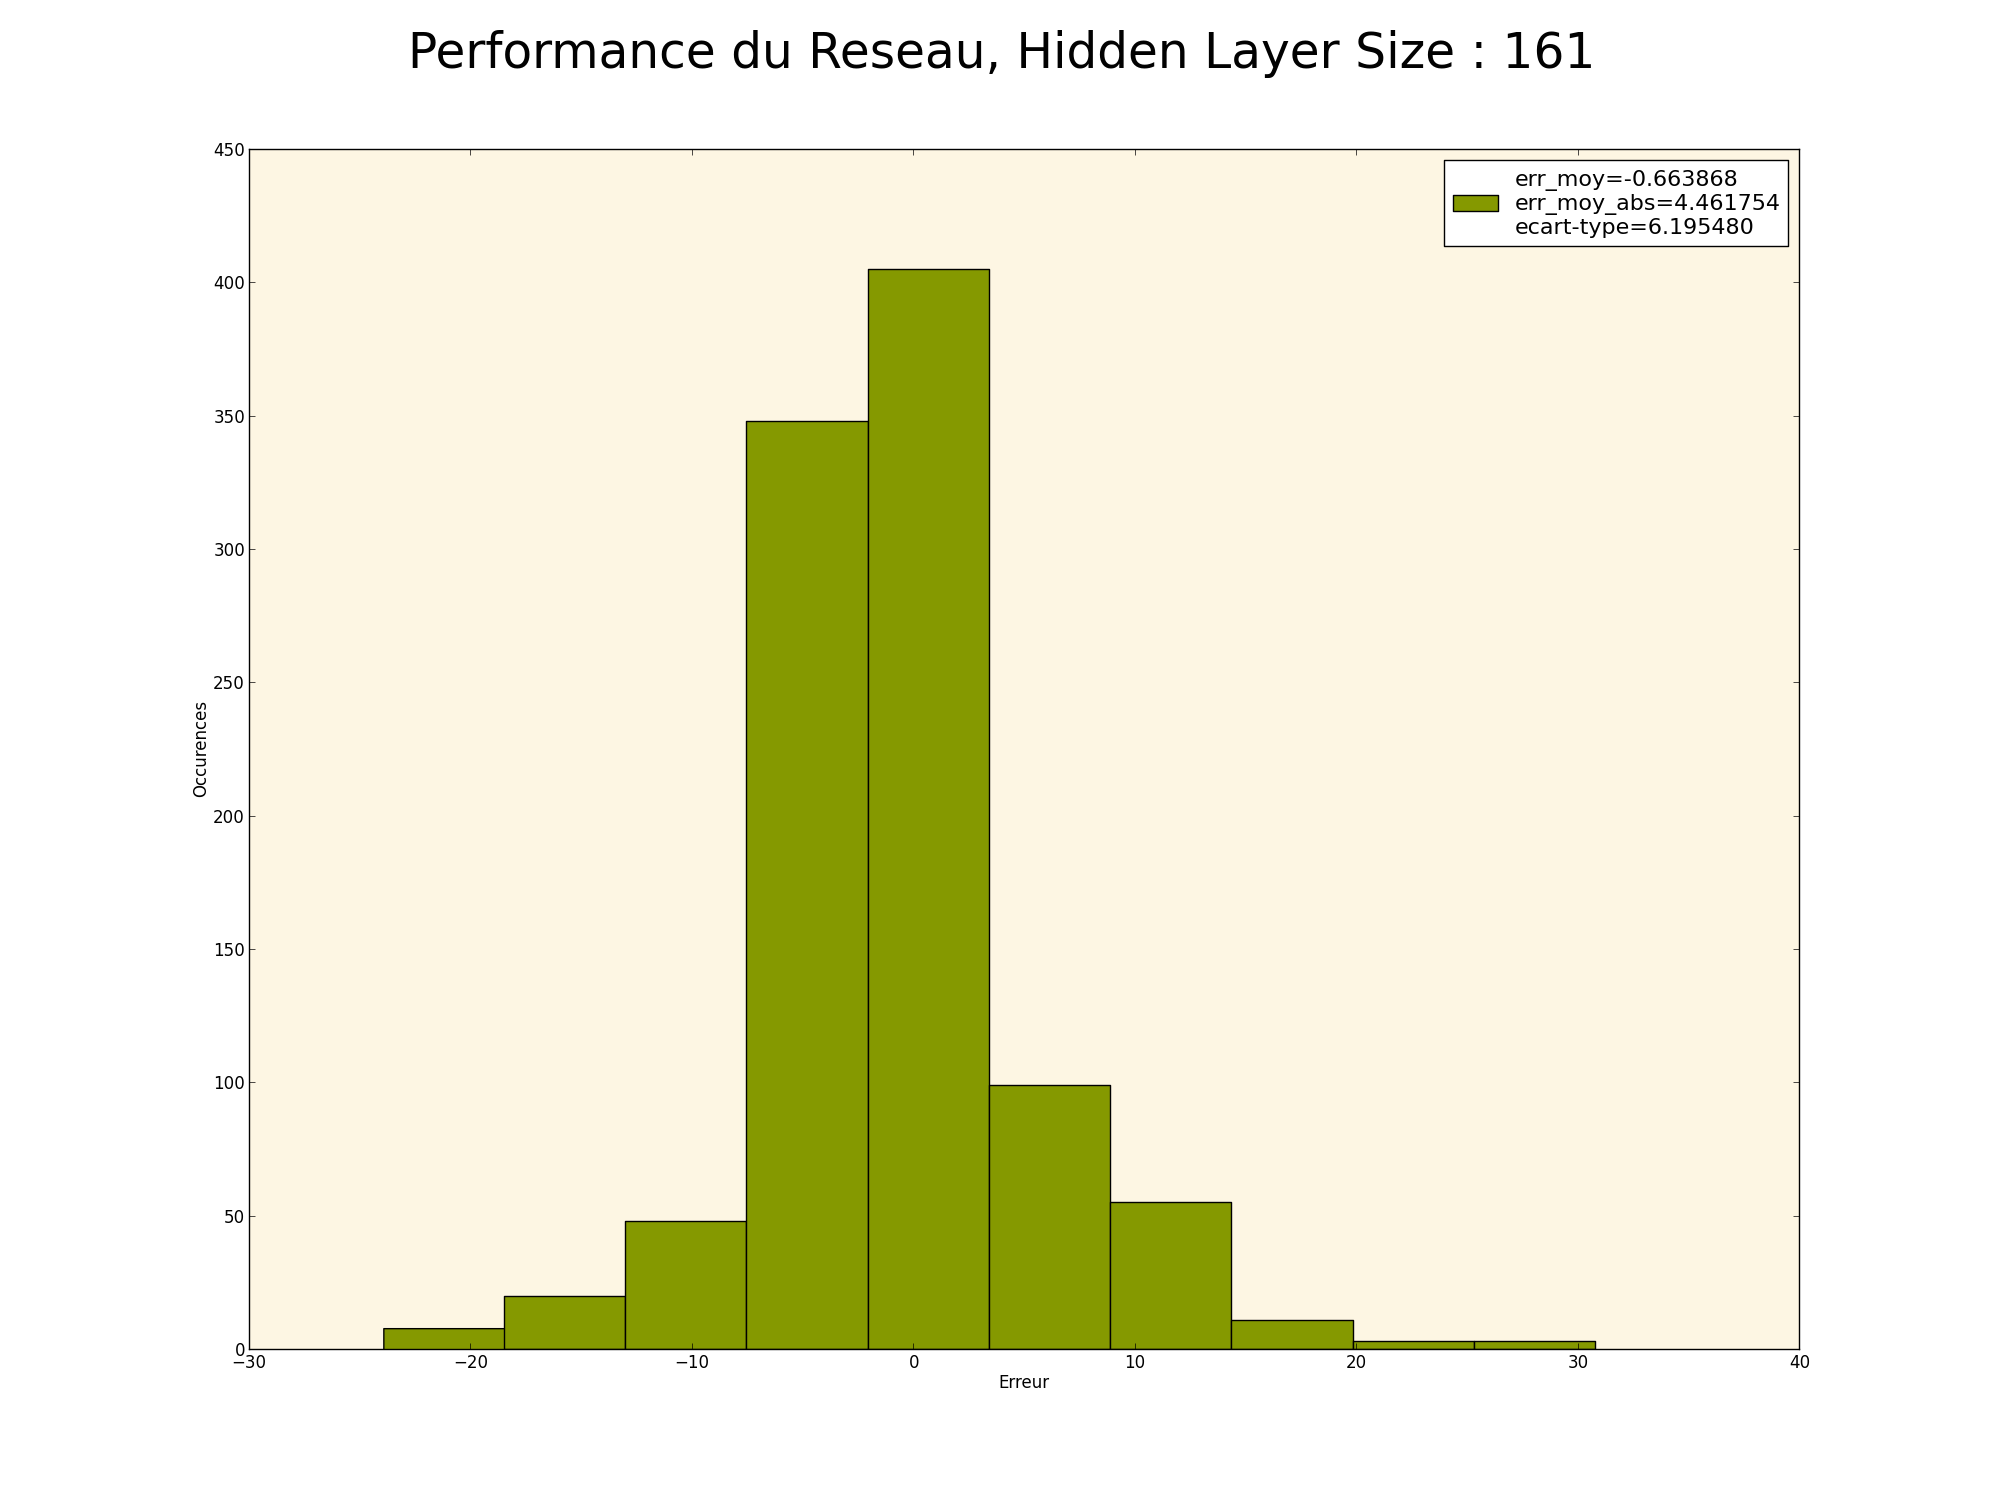 Performance du Reseau, Hidden Layer Size : 161
450
400
350
300
250
200
150
100
50
0
Occurences
err_moy=-0.663868
err_moy_abs=4.461754
ecart-type=6.195480
−30 −20 −10 0 10 20 30 40
Erreur